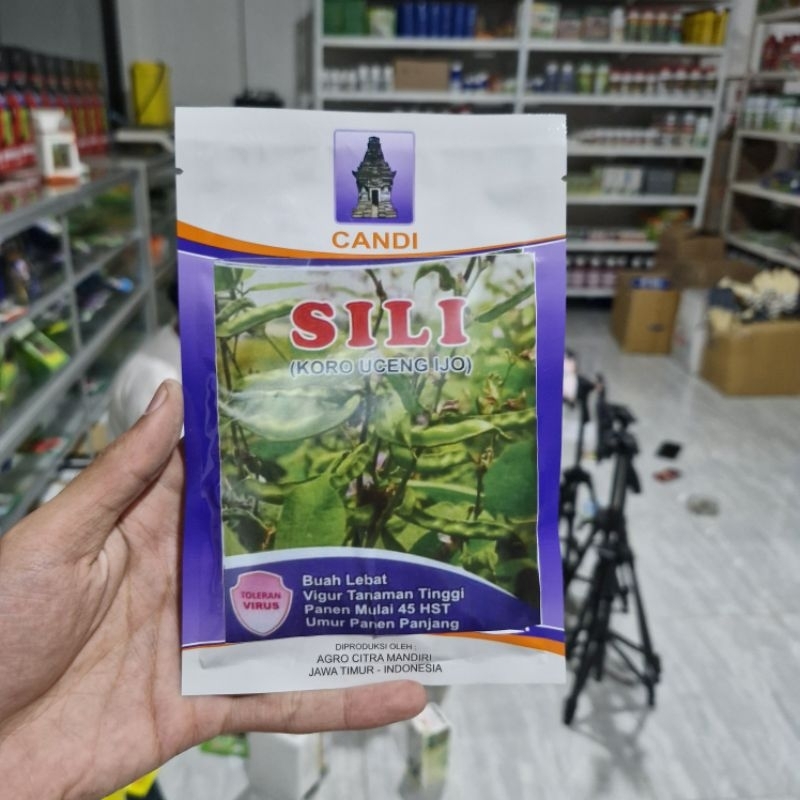 CANDI
SILI
(KORO UCENG IJO)
TOLERAN
VIRUS
Buah Lebat
Vigur Tanaman Tinggi
Panen Mulai 45 HST
Umur Panen Panjang
DIPRODUKSI OLEH :
AGRO CITRA MANDIRI
JAWA TIMUR - INDONESIA